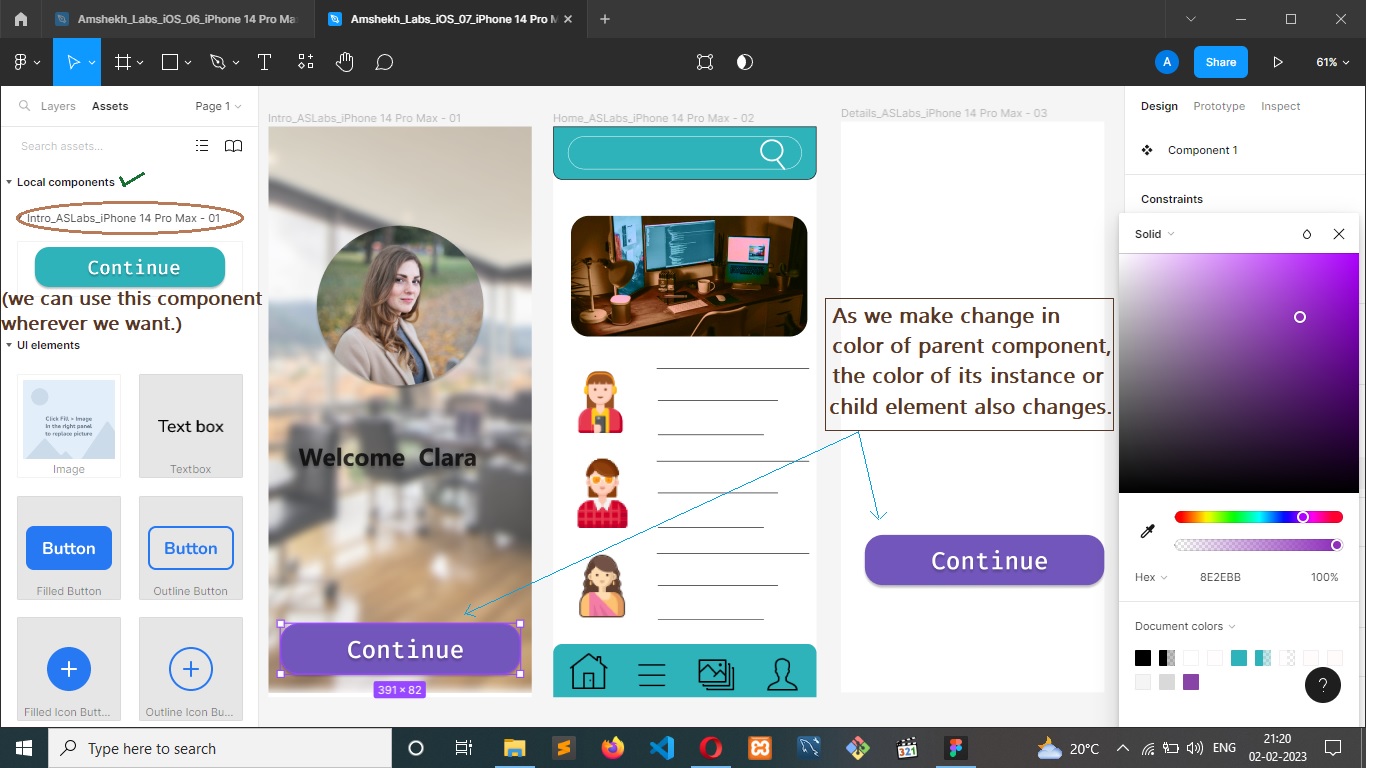 Amshekh_Labs_iOS_06_iPhone 14 Pro Ma
Amshekh_Labs_iOS_07_iPhone 14 Pro M
A
Share
61%
Layers
Assets
Page 1
Search assets...
Local components
Intro_ASLabs_iPhone 14 Pro Max - 01
Continue
(we can use this component
wherever we want.)
UI elements
Click Fill > Image
in the right panel
to replace picture
Image
Text box
Textbox
Button
Filled Button
Button
Outline Button
Filled Icon Butt...
Outline Icon Bu...
Intro_ASLabs_iPhone 14 Pro Max - 01
Welcome Clara
Continue
391 × 82
Home_ASLabs_iPhone 14 Pro Max - 02
Details_ASLabs_iPhone 14 Pro Max - 03
As we make change in
color of parent component,
the color of its instance or
child element also changes.
Continue
Design
Prototype
Inspect
Component 1
Constraints
Solid
Hex
8E2EBB
100%
Document colors
?
Type here to search
321
20°C
ENG
21:20
02-02-2023